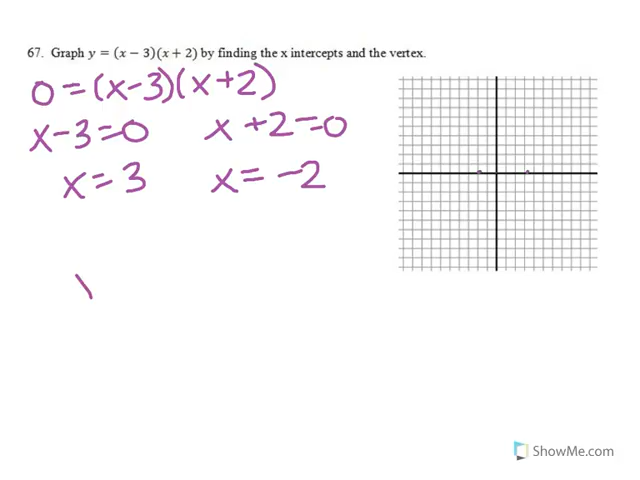 67. Graph y = (x − 3)(x + 2) by finding the x intercepts and the vertex.
0 = (x−3)(x+2)
x−3=0 x+2=0
x=3 x=−2
\
ShowMe.com